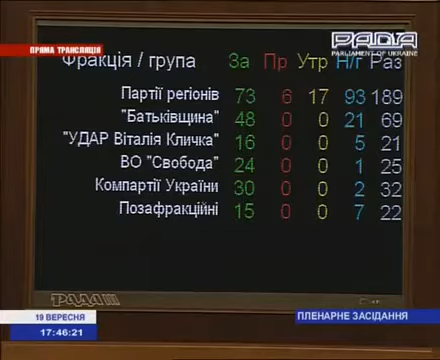 ПРЯМА ТРАНСЛЯЦІЯ
РАДА
PARLIAMENT OF UKRAINE
Фракція / група За Пр Утр Н/г Раз
Партії регіонів 73 6 17 93 189
"Батьківщина" 48 0 0 21 69
"УДАР Віталія Кличка" 16 0 0 5 21
ВО "Свобода" 24 0 0 1 25
Компартії України 30 0 0 2 32
Позафракційні 15 0 0 7 22
РАДА III
19 ВЕРЕСНЯ
17:46:21
ПЛЕНАРНЕ ЗАСІДАННЯ